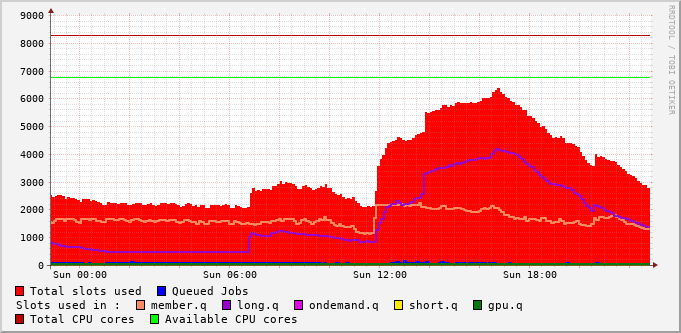 9000
8000
7000
6000
5000
4000
3000
2000
1000
0
Sun 00:00 Sun 06:00 Sun 12:00 Sun 18:00
RRDTOOL / TOBI OETIKER
Total slots used Queued Jobs
Slots used in : member.q long.q ondemand.q short.q gpu.q
Total CPU cores Available CPU cores